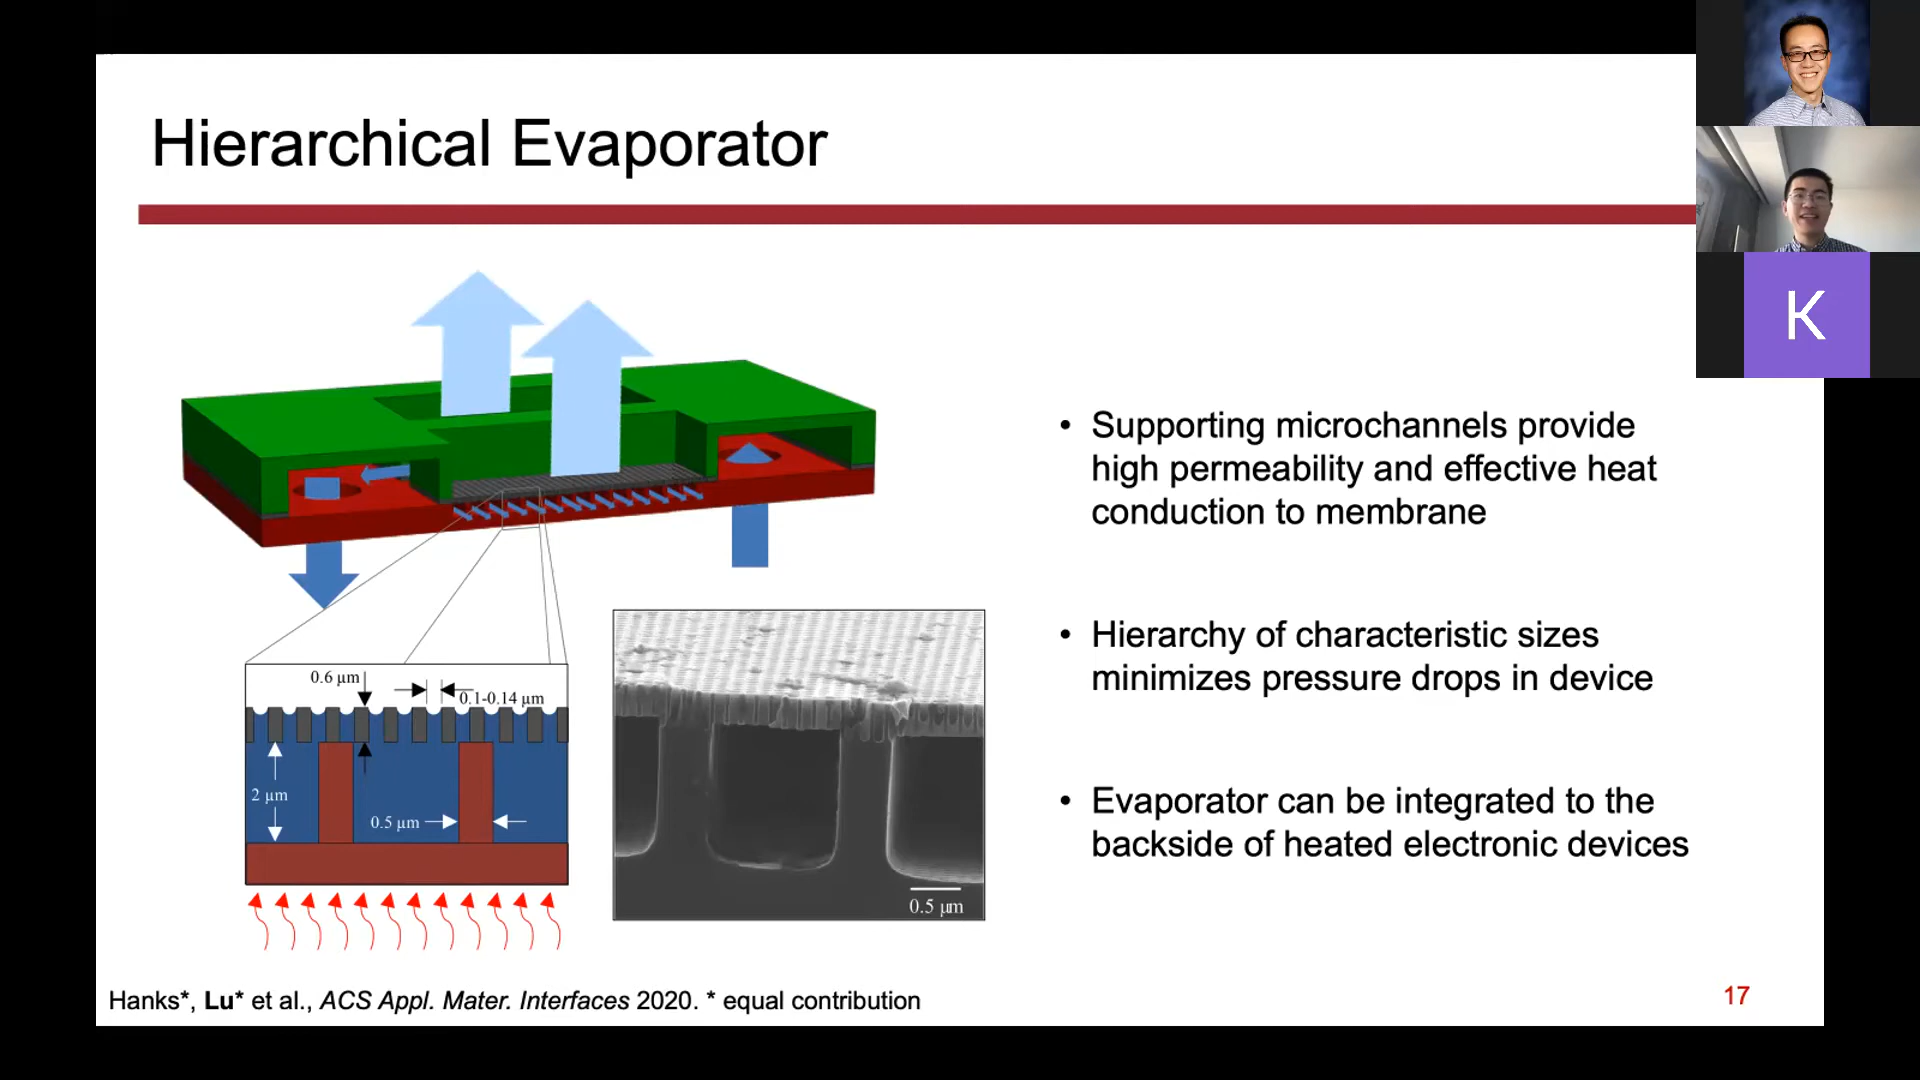 Hierarchical Evaporator
K
• Supporting microchannels provide
high permeability and effective heat
conduction to membrane
• Hierarchy of characteristic sizes
minimizes pressure drops in device
• Evaporator can be integrated to the
backside of heated electronic devices
0.6 µm
0.1-0.14 µm
2 µm
0.5 µm
0.5 µm
Hanks*, Lu* et al., ACS Appl. Mater. Interfaces 2020. * equal contribution
17